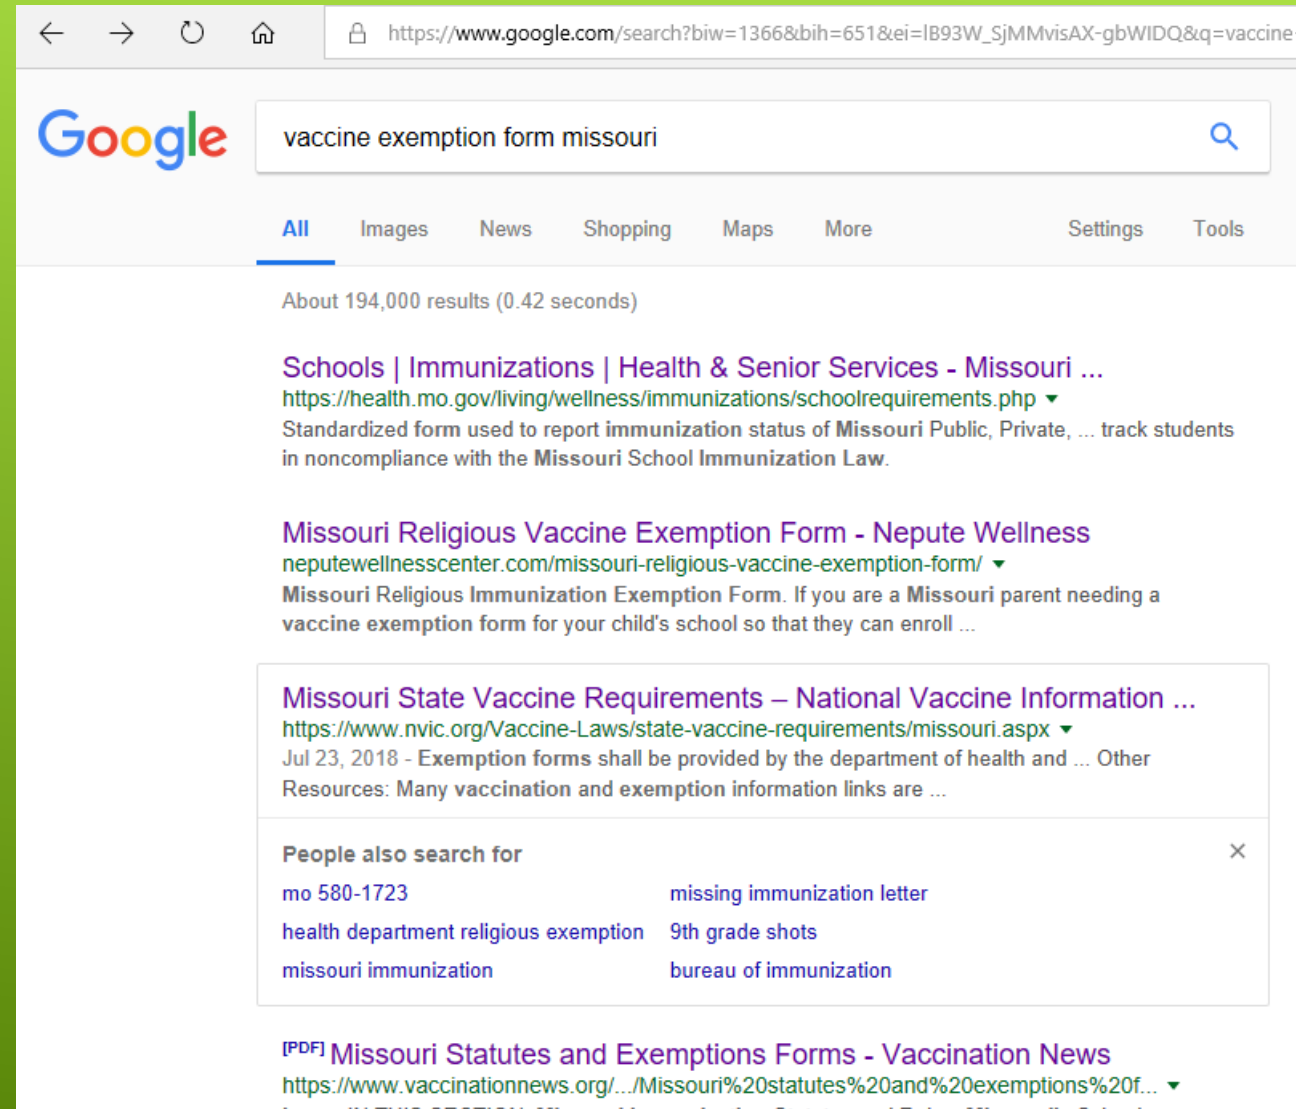 https://www.google.com/search?biw=1366&bih=651&ei=lB93W_SjMMvisAX-gbWIDQ&q=vaccine
Google
vaccine exemption form missouri
All Images News Shopping Maps More Settings Tools
About 194,000 results (0.42 seconds)
Schools | Immunizations | Health & Senior Services - Missouri ...
https://health.mo.gov/living/wellness/immunizations/schoolrequirements.php
Standardized form used to report immunization status of Missouri Public, Private, ... track students
in noncompliance with the Missouri School Immunization Law.
Missouri Religious Vaccine Exemption Form - Nepute Wellness
neputewellnesscenter.com/missouri-religious-vaccine-exemption-form/
Missouri Religious Immunization Exemption Form. If you are a Missouri parent needing a
vaccine exemption form for your child's school so that they can enroll ...
Missouri State Vaccine Requirements – National Vaccine Information ...
https://www.nvic.org/Vaccine-Laws/state-vaccine-requirements/missouri.aspx
Jul 23, 2018 - Exemption forms shall be provided by the department of health and ... Other
Resources: Many vaccination and exemption information links are ...
People also search for
mo 580-1723 missing immunization letter
health department religious exemption 9th grade shots
missouri immunization bureau of immunization
[PDF] Missouri Statutes and Exemptions Forms - Vaccination News
https://www.vaccinationnews.org/.../Missouri%20statutes%20and%20exemptions%20f...